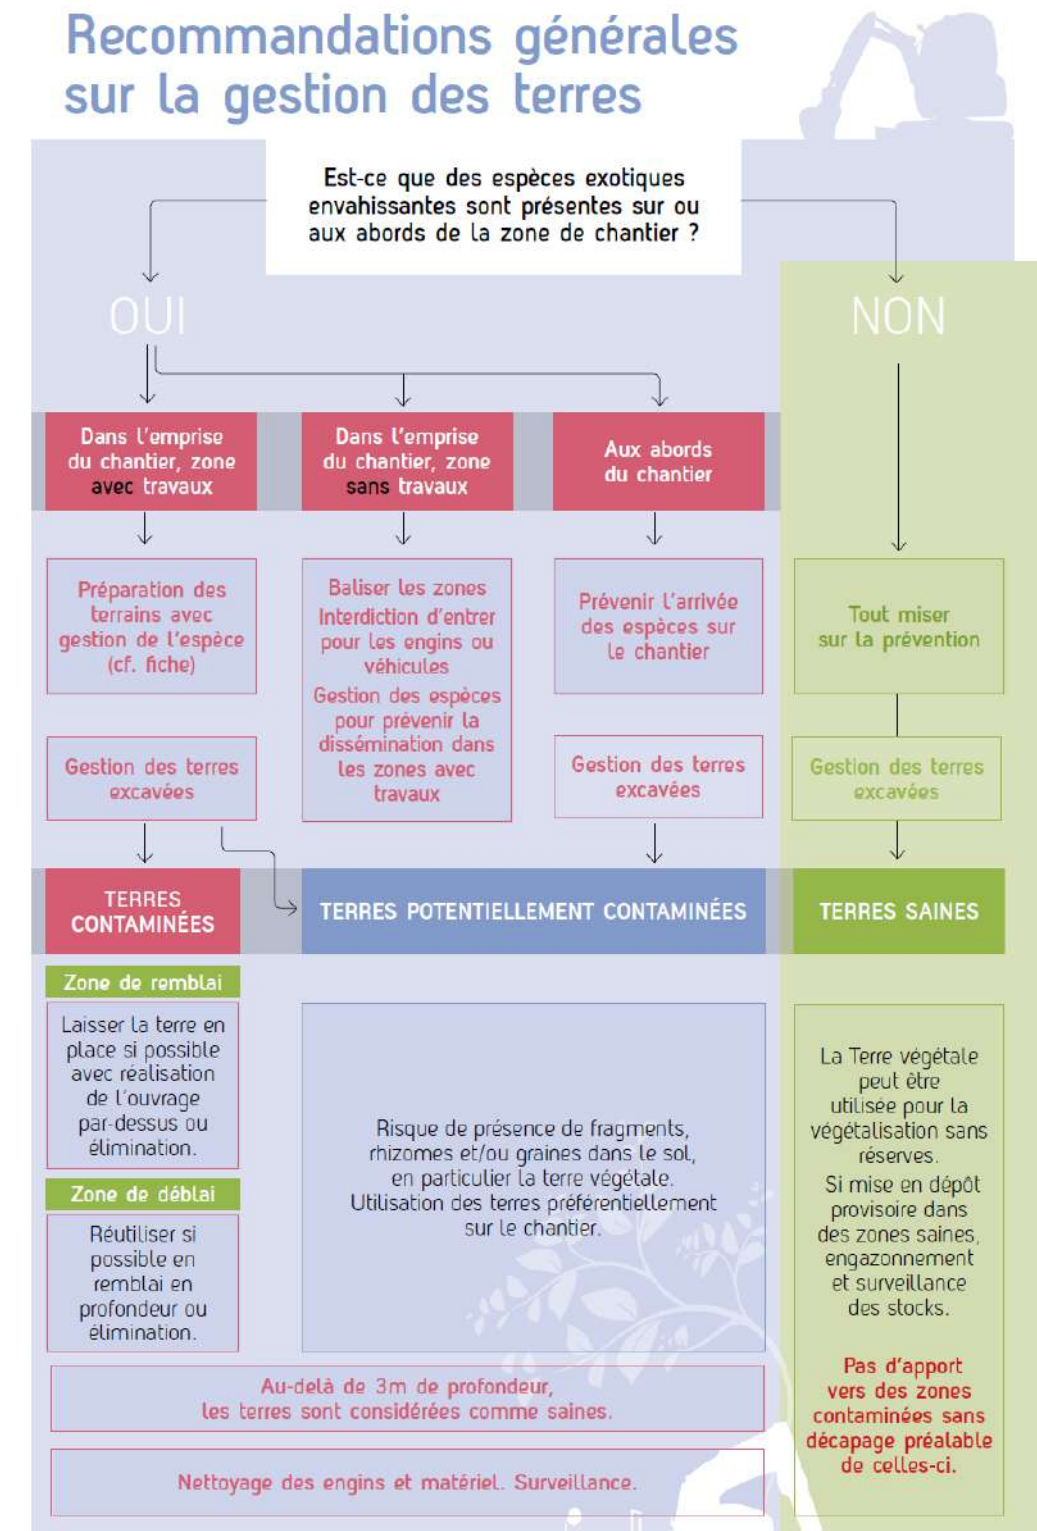 Recommandations générales
sur la gestion des terres
Est-ce que des espèces exotiques
envahissantes sont présentes sur ou
aux abords de la zone de chantier ?
OUI
NON
Dans l'emprise
du chantier, zone
avec travaux
Dans l'emprise
du chantier, zone
sans travaux
Aux abords
du chantier
Préparation des
terrains avec
gestion de l'espèce
(cf. fiche)
Baliser les zones
Interdiction d'entrer
pour les engins ou
véhicules
Gestion des espèces
pour prévenir la
dissémination dans
les zones avec
travaux
Prévenir l'arrivée
des espèces sur
le chantier
Tout miser
sur la prévention
Gestion des terres
excavées
Gestion des terres
excavées
Gestion des terres
excavées
TERRES
CONTAMINÉES
TERRES POTENTIELLEMENT CONTAMINÉES
TERRES SAINES
Zone de remblai
Laisser la terre en
place si possible
avec réalisation
de l'ouvrage
par-dessus ou
élimination.
Zone de déblai
Réutiliser si
possible en
remblai en
profondeur ou
élimination.
Risque de présence de fragments,
rhizomes et/ou graines dans le sol,
en particulier la terre végétale.
Utilisation des terres préférentiellement
sur le chantier.
La Terre végétale
peut être
utilisée pour la
végétalisation sans
réserves.
Si mise en dépôt
provisoire dans
des zones saines,
engazonnement
et surveillance
des stocks.
Pas d'apport
vers des zones
contaminées sans
décapage préalable
de celles-ci.
Au-delà de 3m de profondeur,
les terres sont considérées comme saines.
Nettoyage des engins et matériel. Surveillance.